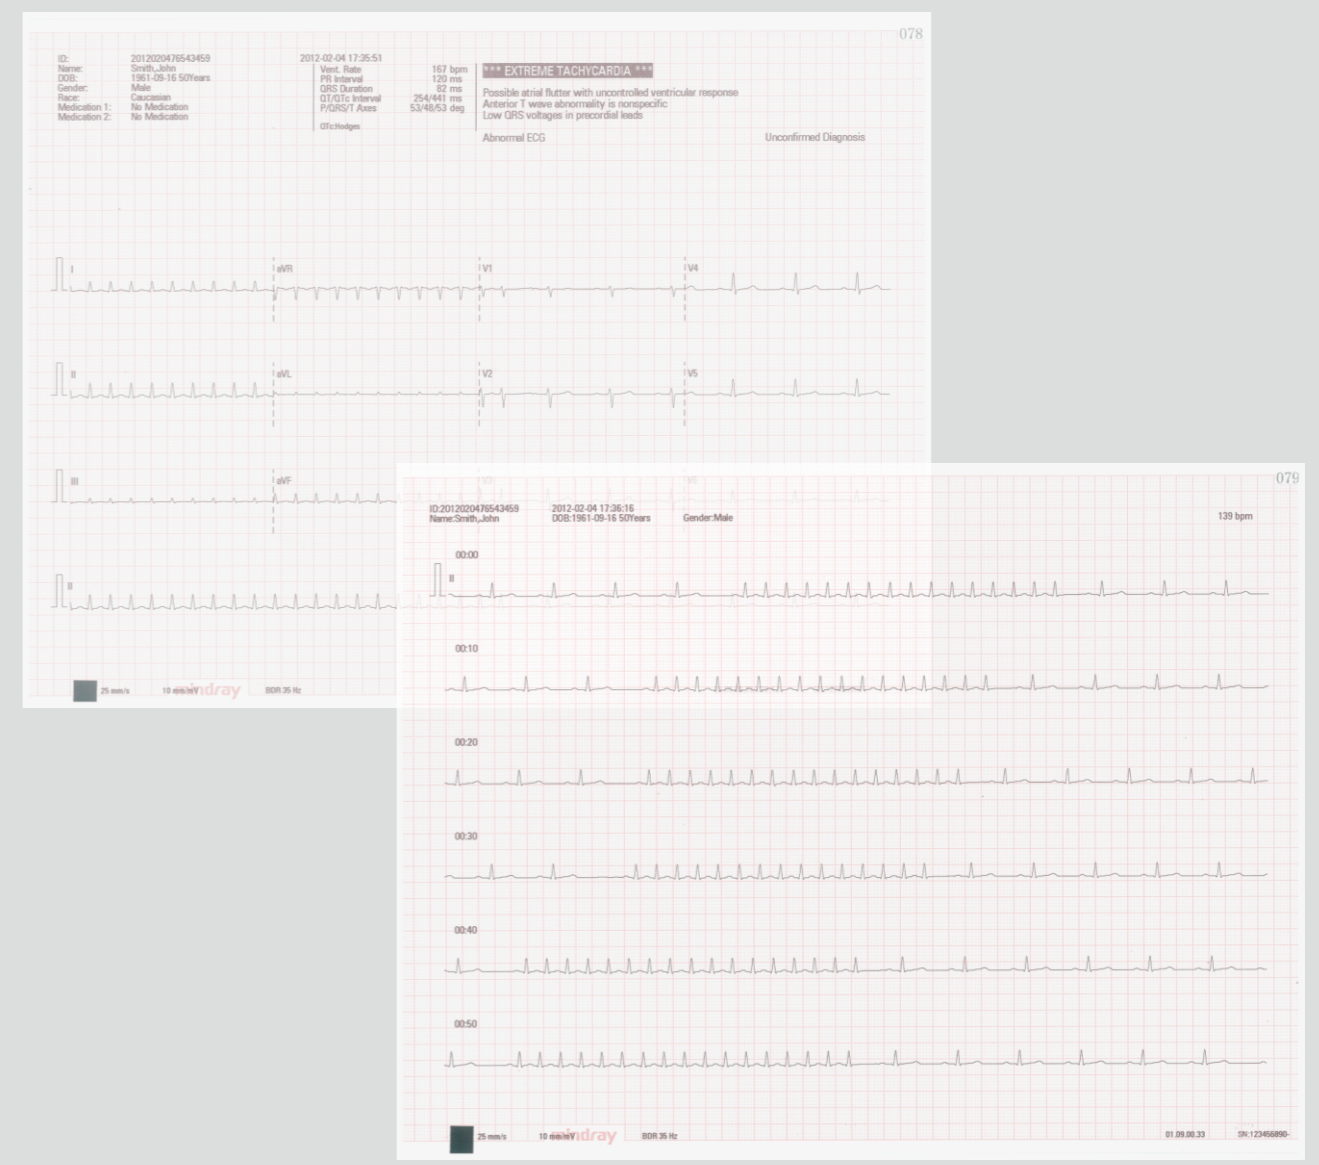 078
ID: 2012020476543459 2012-02-04 17:35:51
Name: Smith,John Vent. Rate 167 bpm *** EXTREME TACHYCARDIA ***
DOB: 1961-09-16 50Years PR Interval 120 ms
Gender: Male QRS Duration 82 ms
Race: Caucasian QT/QTc Interval 254/441 ms
Medication 1: No Medication P/QRS/T Axes 53/48/53 deg
Medication 2: No Medication
QTc:Hodges
Possible atrial flutter with uncontrolled ventricular response
Anterior T wave abnormality is nonspecific
Low QRS voltages in precordial leads
Abnormal ECG Unconfirmed Diagnosis
I aVR V1 V4
II aVL V2 V5
III aVF V3 V6
II
25 mm/s 10 mm/mV mindray BDR 35 Hz
079
ID:2012020476543459 2012-02-04 17:36:16
Name:Smith,John DOB:1961-09-16 50Years Gender:Male 139 bpm
00:00
II
00:10
00:20
00:30
00:40
00:50
25 mm/s 10 mm/mV mindray BDR 35 Hz 01.09.00.33 SN:123456890-